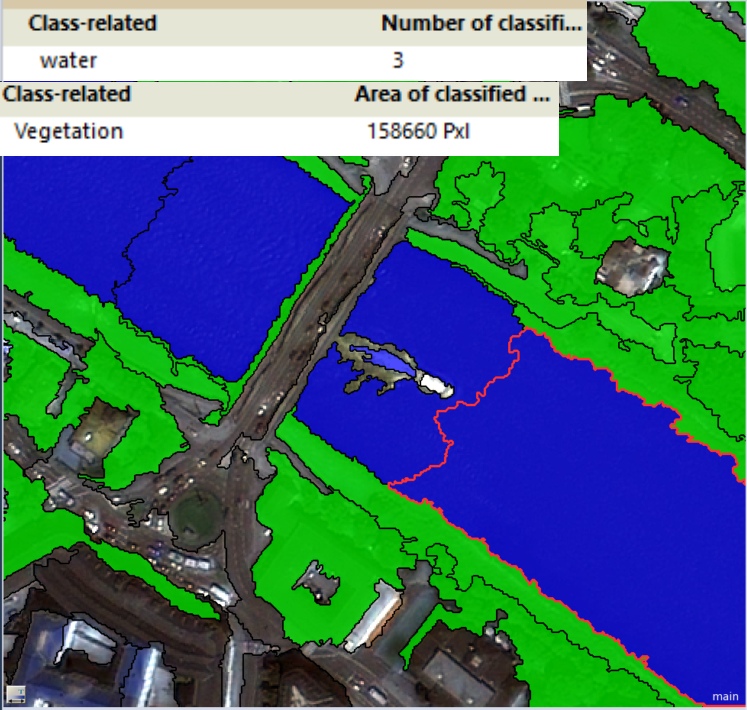 Class-related Number of classifi...
water 3
Class-related Area of classified ...
Vegetation 158660 Pxl
main